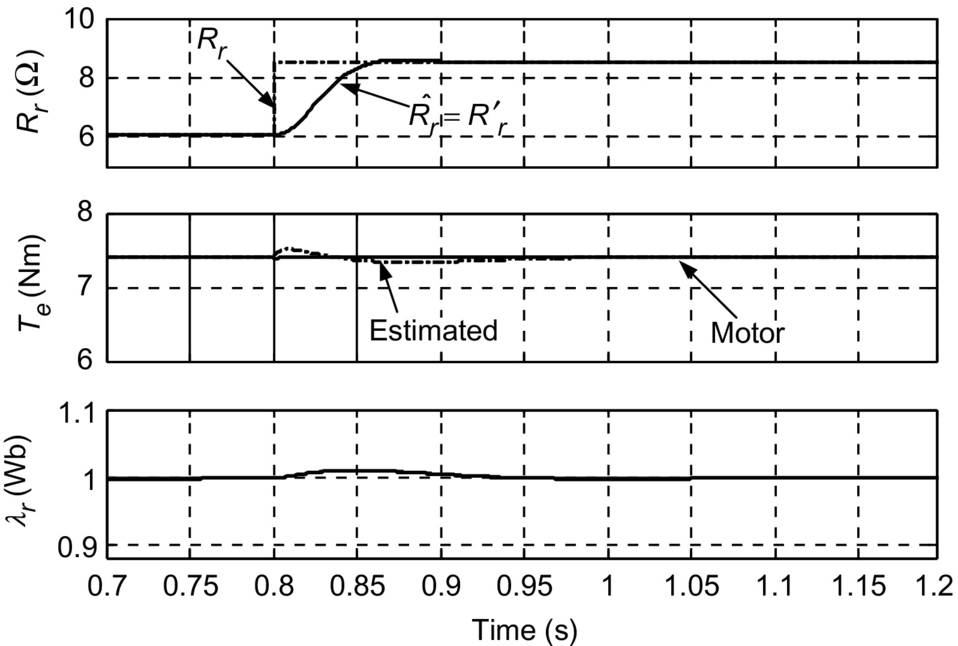 10
R_r
R_r (Ω)
8
R̂_r = R′_r
6
8
T_e (Nm)
7
Estimated
Motor
6
1.1
λ_r (Wb)
1
0.9
0.7 0.75 0.8 0.85 0.9 0.95 1 1.05 1.1 1.15 1.2
Time (s)